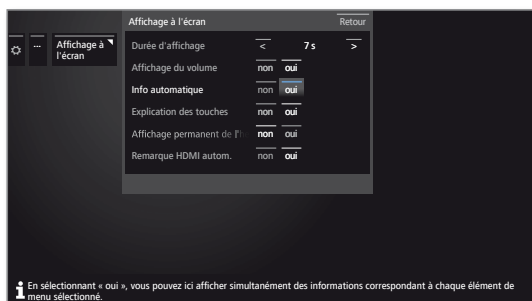 Affichage à l'écran
Retour
...
Affichage à
l'écran
Durée d'affichage < 7 s >
Affichage du volume non oui
Info automatique non oui
Explication des touches non oui
Affichage permanent de non oui
Remarque HDMI autom. non oui
En sélectionnant « oui », vous pouvez ici afficher simultanément des informations correspondant à chaque élément de
menu sélectionné.